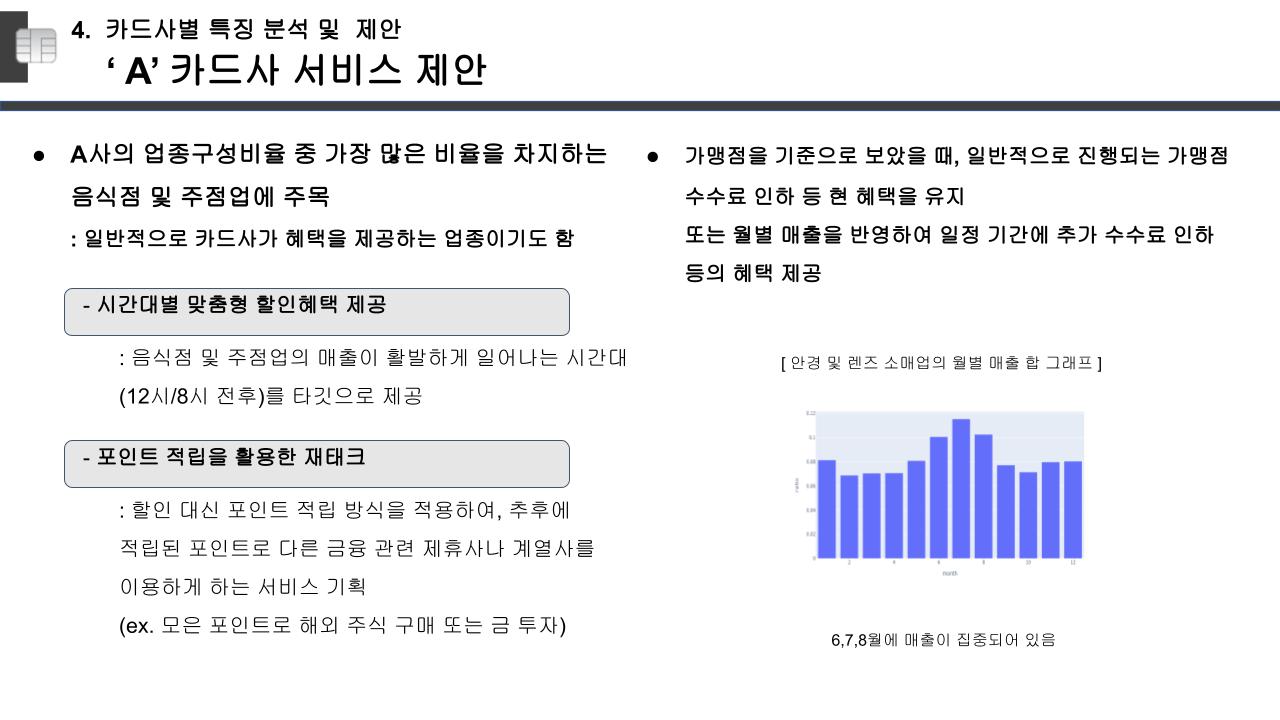 4. 카드사별 특징 분석 및 제안
‘ A’ 카드사 서비스 제안
● A사의 업종구성비율 중 가장 많은 비율을 차지하는
음식점 및 주점업에 주목
: 일반적으로 카드사가 혜택을 제공하는 업종이기도 함
- 시간대별 맞춤형 할인혜택 제공
: 음식점 및 주점업의 매출이 활발하게 일어나는 시간대
(12시/8시 전후)를 타깃으로 제공
- 포인트 적립을 활용한 재태크
: 할인 대신 포인트 적립 방식을 적용하여, 추후에
적립된 포인트로 다른 금융 관련 제휴사나 계열사를
이용하게 하는 서비스 기획
(ex. 모은 포인트로 해외 주식 구매 또는 금 투자)
● 가맹점을 기준으로 보았을 때, 일반적으로 진행되는 가맹점
수수료 인하 등 현 혜택을 유지
또는 월별 매출을 반영하여 일정 기간에 추가 수수료 인하
등의 혜택 제공
[ 안경 및 렌즈 소매업의 월별 매출 합 그래프 ]
0.12
0.1
0.08
0.06
0.04
0.02
0
2 4 6 8 10 12
month
6,7,8월에 매출이 집중되어 있음